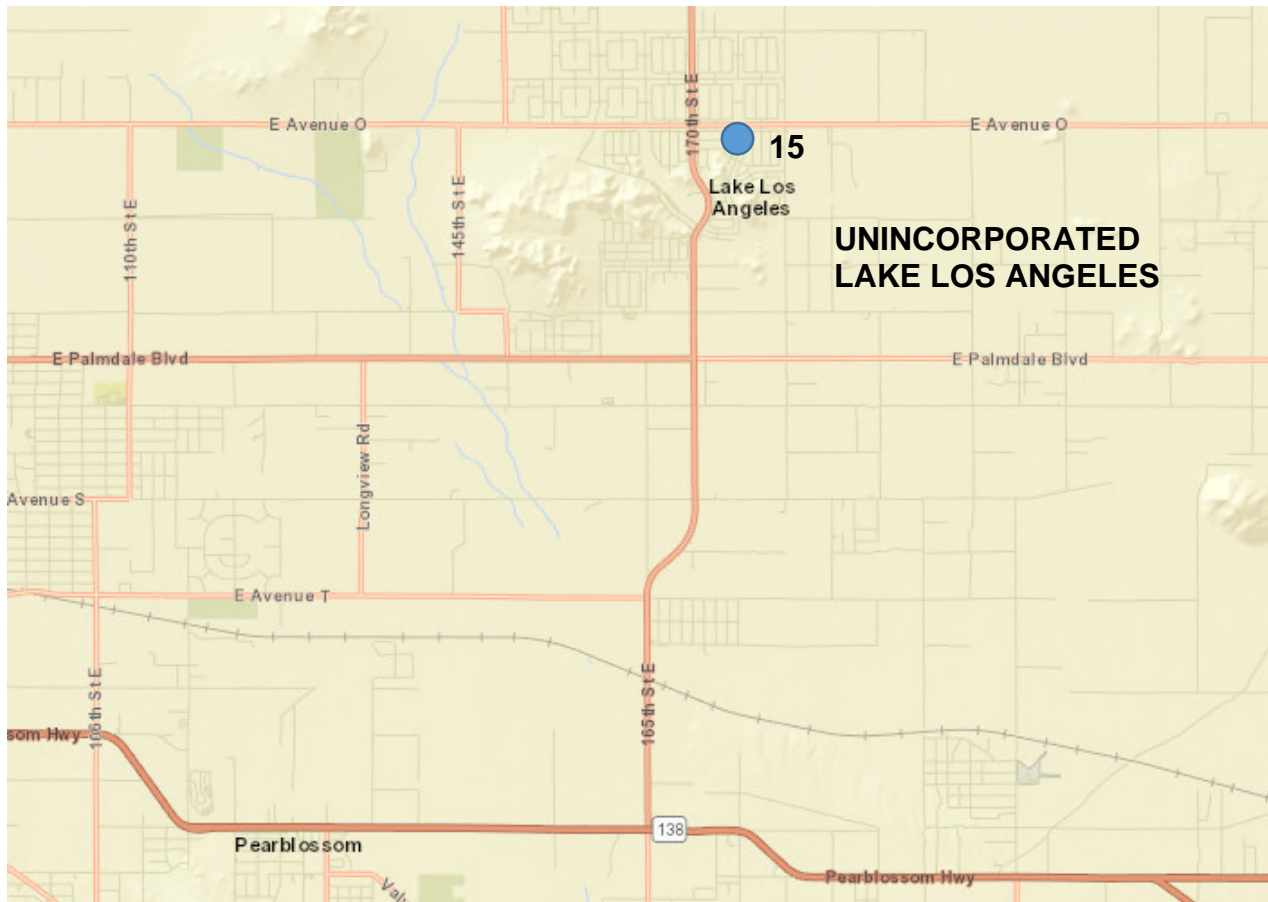 170th St E
E Avenue O
E Avenue O
15
Lake Los
Angeles
145th St E
110th St E
UNINCORPORATED
LAKE LOS ANGELES
E Palmdale Blvd
E Palmdale Blvd
Longview Rd
Avenue S
E Avenue T
106th St E
165th St E
som Hwy
138
Pearblossom
Pearblossom Hwy
Valy